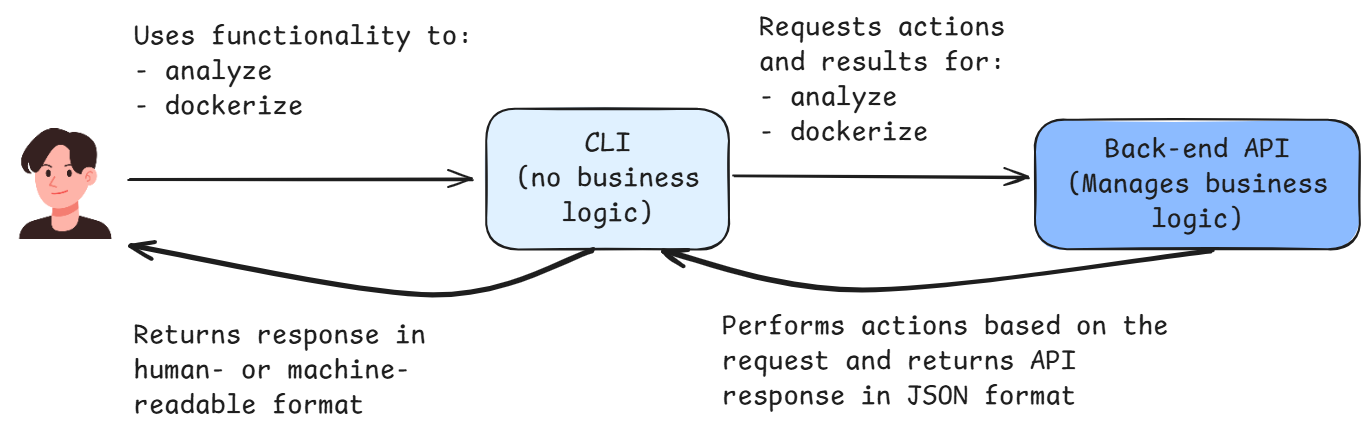 Uses functionality to:
- analyze
- dockerize
Requests actions
and results for:
- analyze
- dockerize
CLI
(no business
logic)
Back-end API
(Manages business
logic)
Returns response in
human- or machine-
readable format
Performs actions based on the
request and returns API
response in JSON format